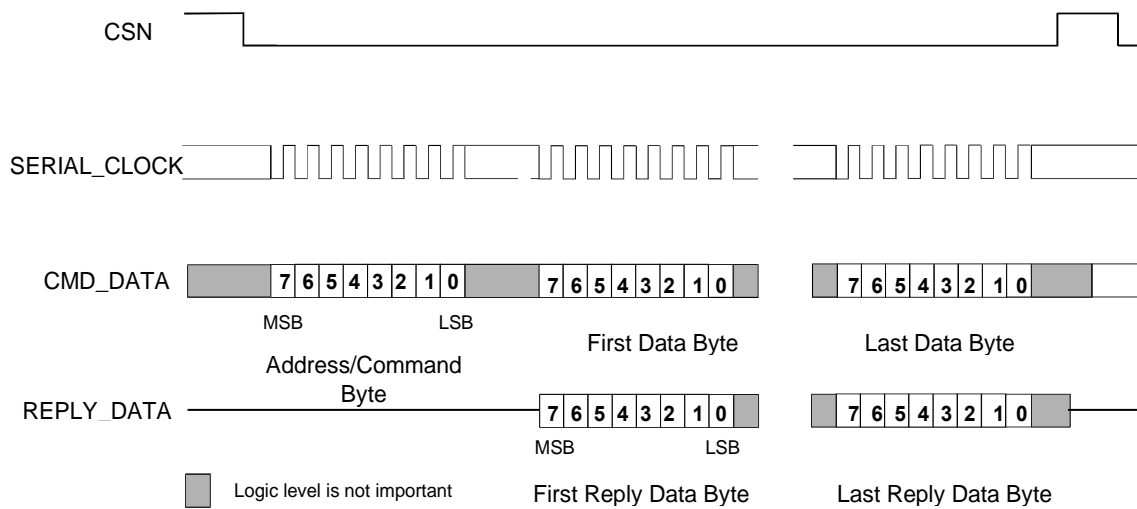 CSN
SERIAL_CLOCK
CMD_DATA
7 6 5 4 3 2 1 0
7 6 5 4 3 2 1 0
7 6 5 4 3 2 1 0
MSB
LSB
First Data Byte
Last Data Byte
Address/Command
Byte
REPLY_DATA
7 6 5 4 3 2 1 0
7 6 5 4 3 2 1 0
MSB
LSB
Logic level is not important
First Reply Data Byte
Last Reply Data Byte